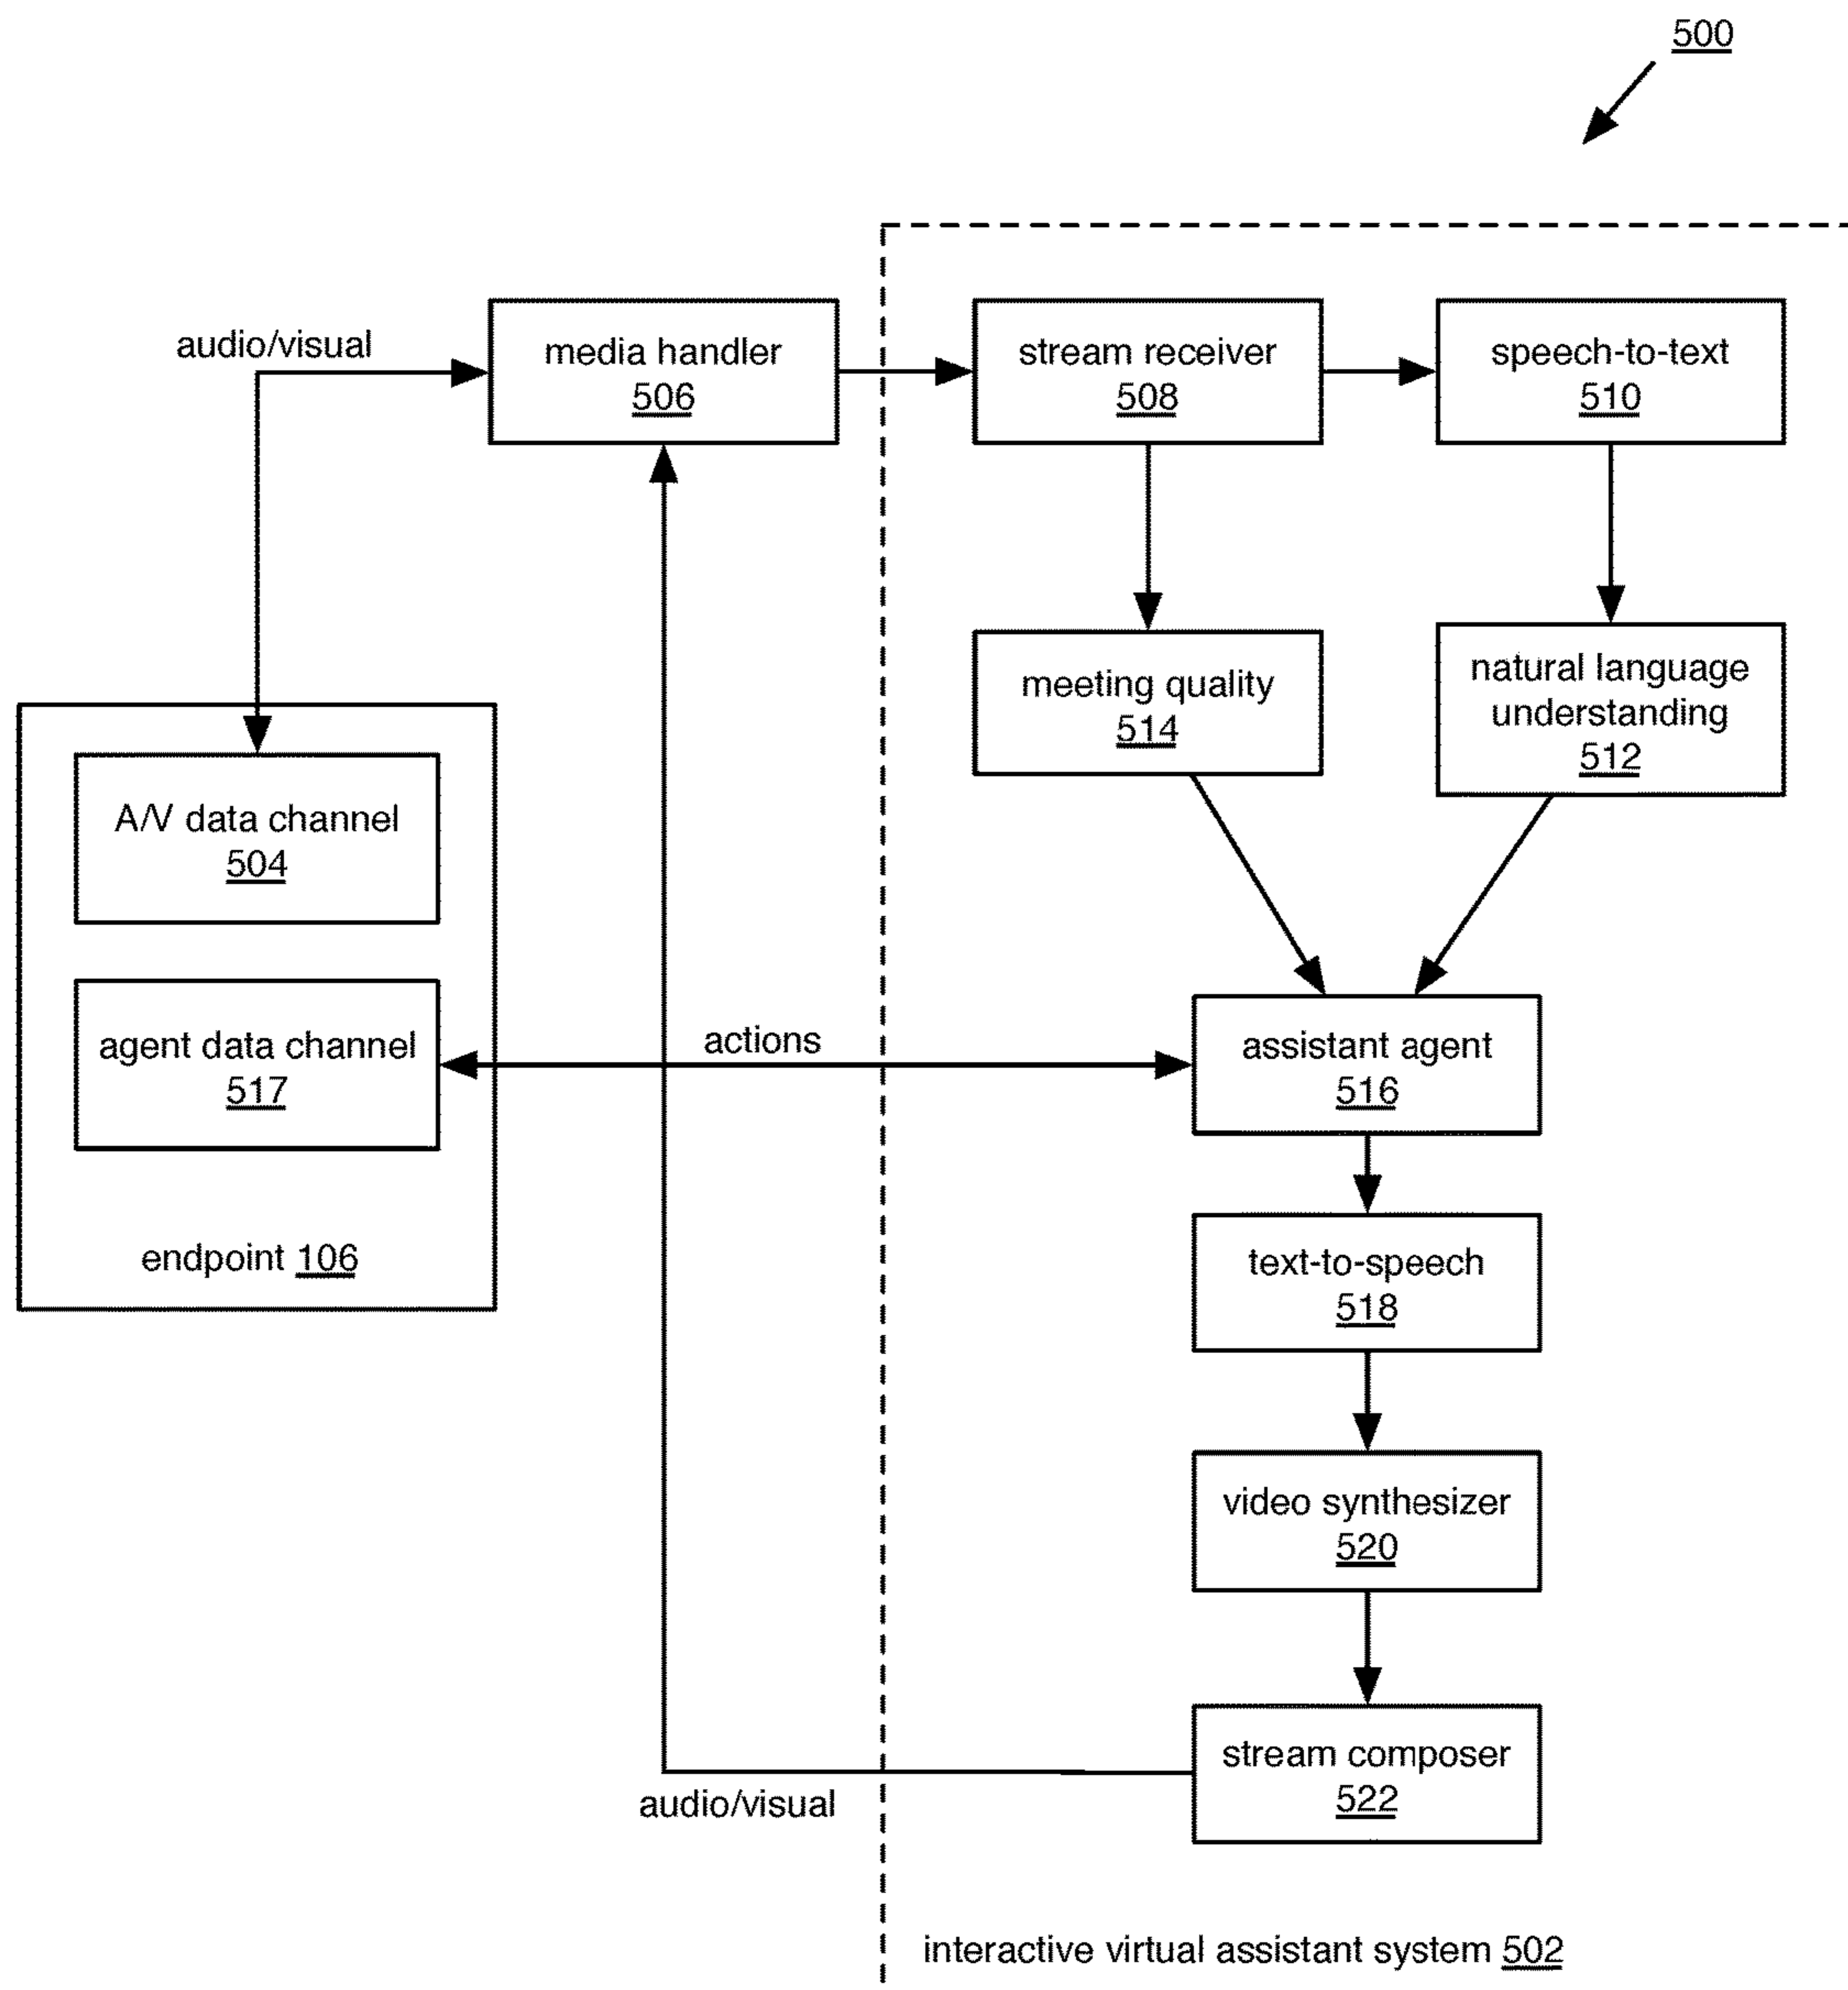 500
audio/visual
media handler
506
stream receiver
508
speech-to-text
510
meeting quality
514
natural language
understanding
512
A/V data channel
504
agent data channel
517
actions
assistant agent
516
endpoint 106
text-to-speech
518
video synthesizer
520
stream composer
522
audio/visual
interactive virtual assistant system 502